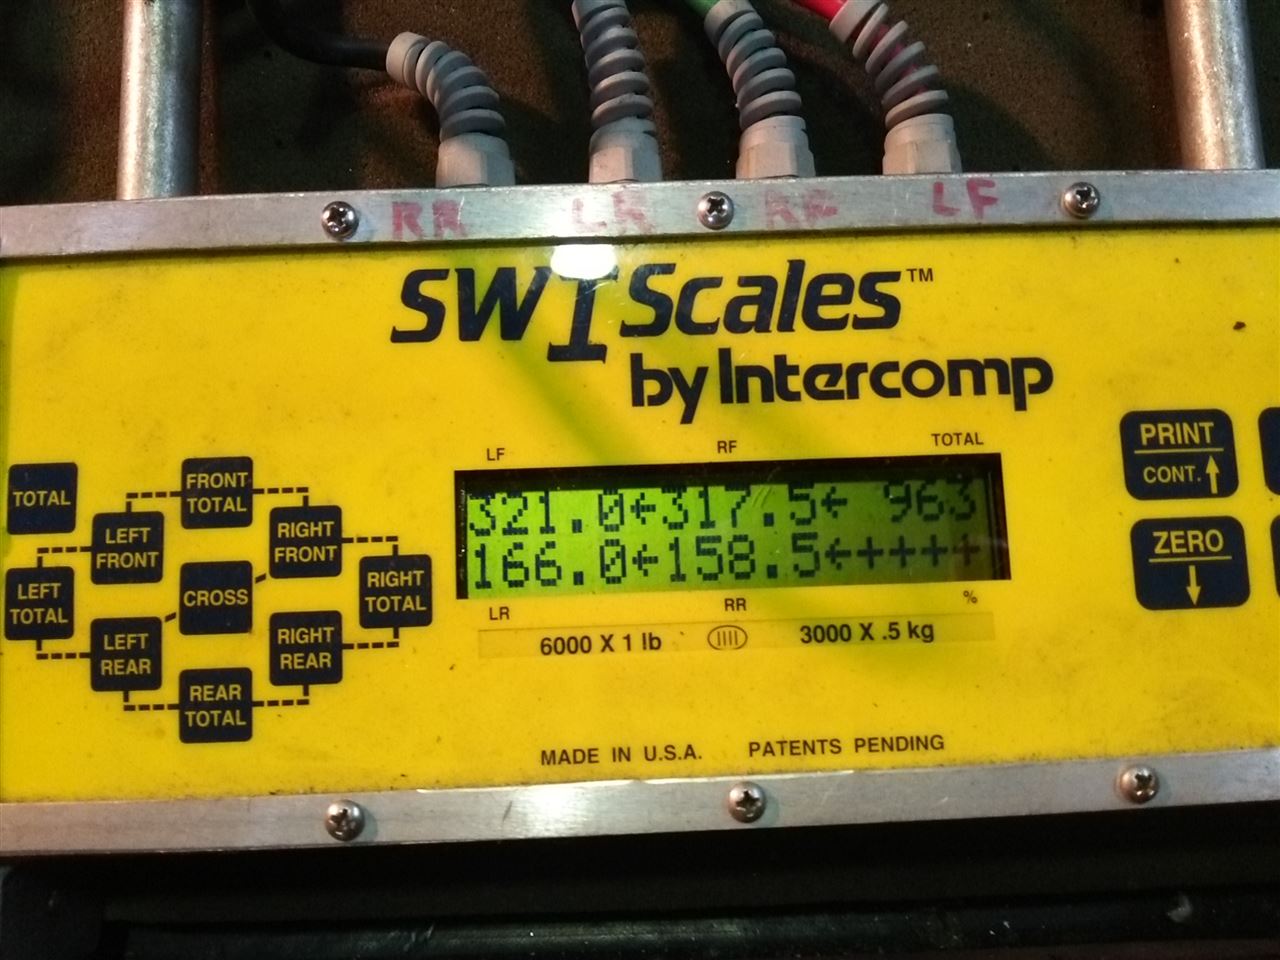 RR LR RF LF
SWI Scales™
by Intercomp
LF RF TOTAL
321.0←317.5← 963
166.0←158.5←++++
LR RR %
6000 X 1 lb 3000 X .5 kg
MADE IN U.S.A. PATENTS PENDING
TOTAL
FRONT
TOTAL
LEFT
FRONT
RIGHT
FRONT
LEFT
TOTAL
CROSS
RIGHT
TOTAL
LEFT
REAR
RIGHT
REAR
REAR
TOTAL
PRINT
CONT.↑
ZERO
↓